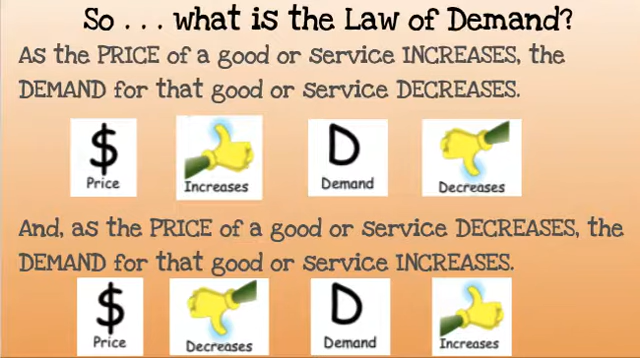 So . . . what is the Law of Demand?
As the PRICE of a good or service INCREASES, the
DEMAND for that good or service DECREASES.
$ D
Price Increases Demand Decreases
And, as the PRICE of a good or service DECREASES, the
DEMAND for that good or service INCREASES.
$ D
Price Decreases Demand Increases